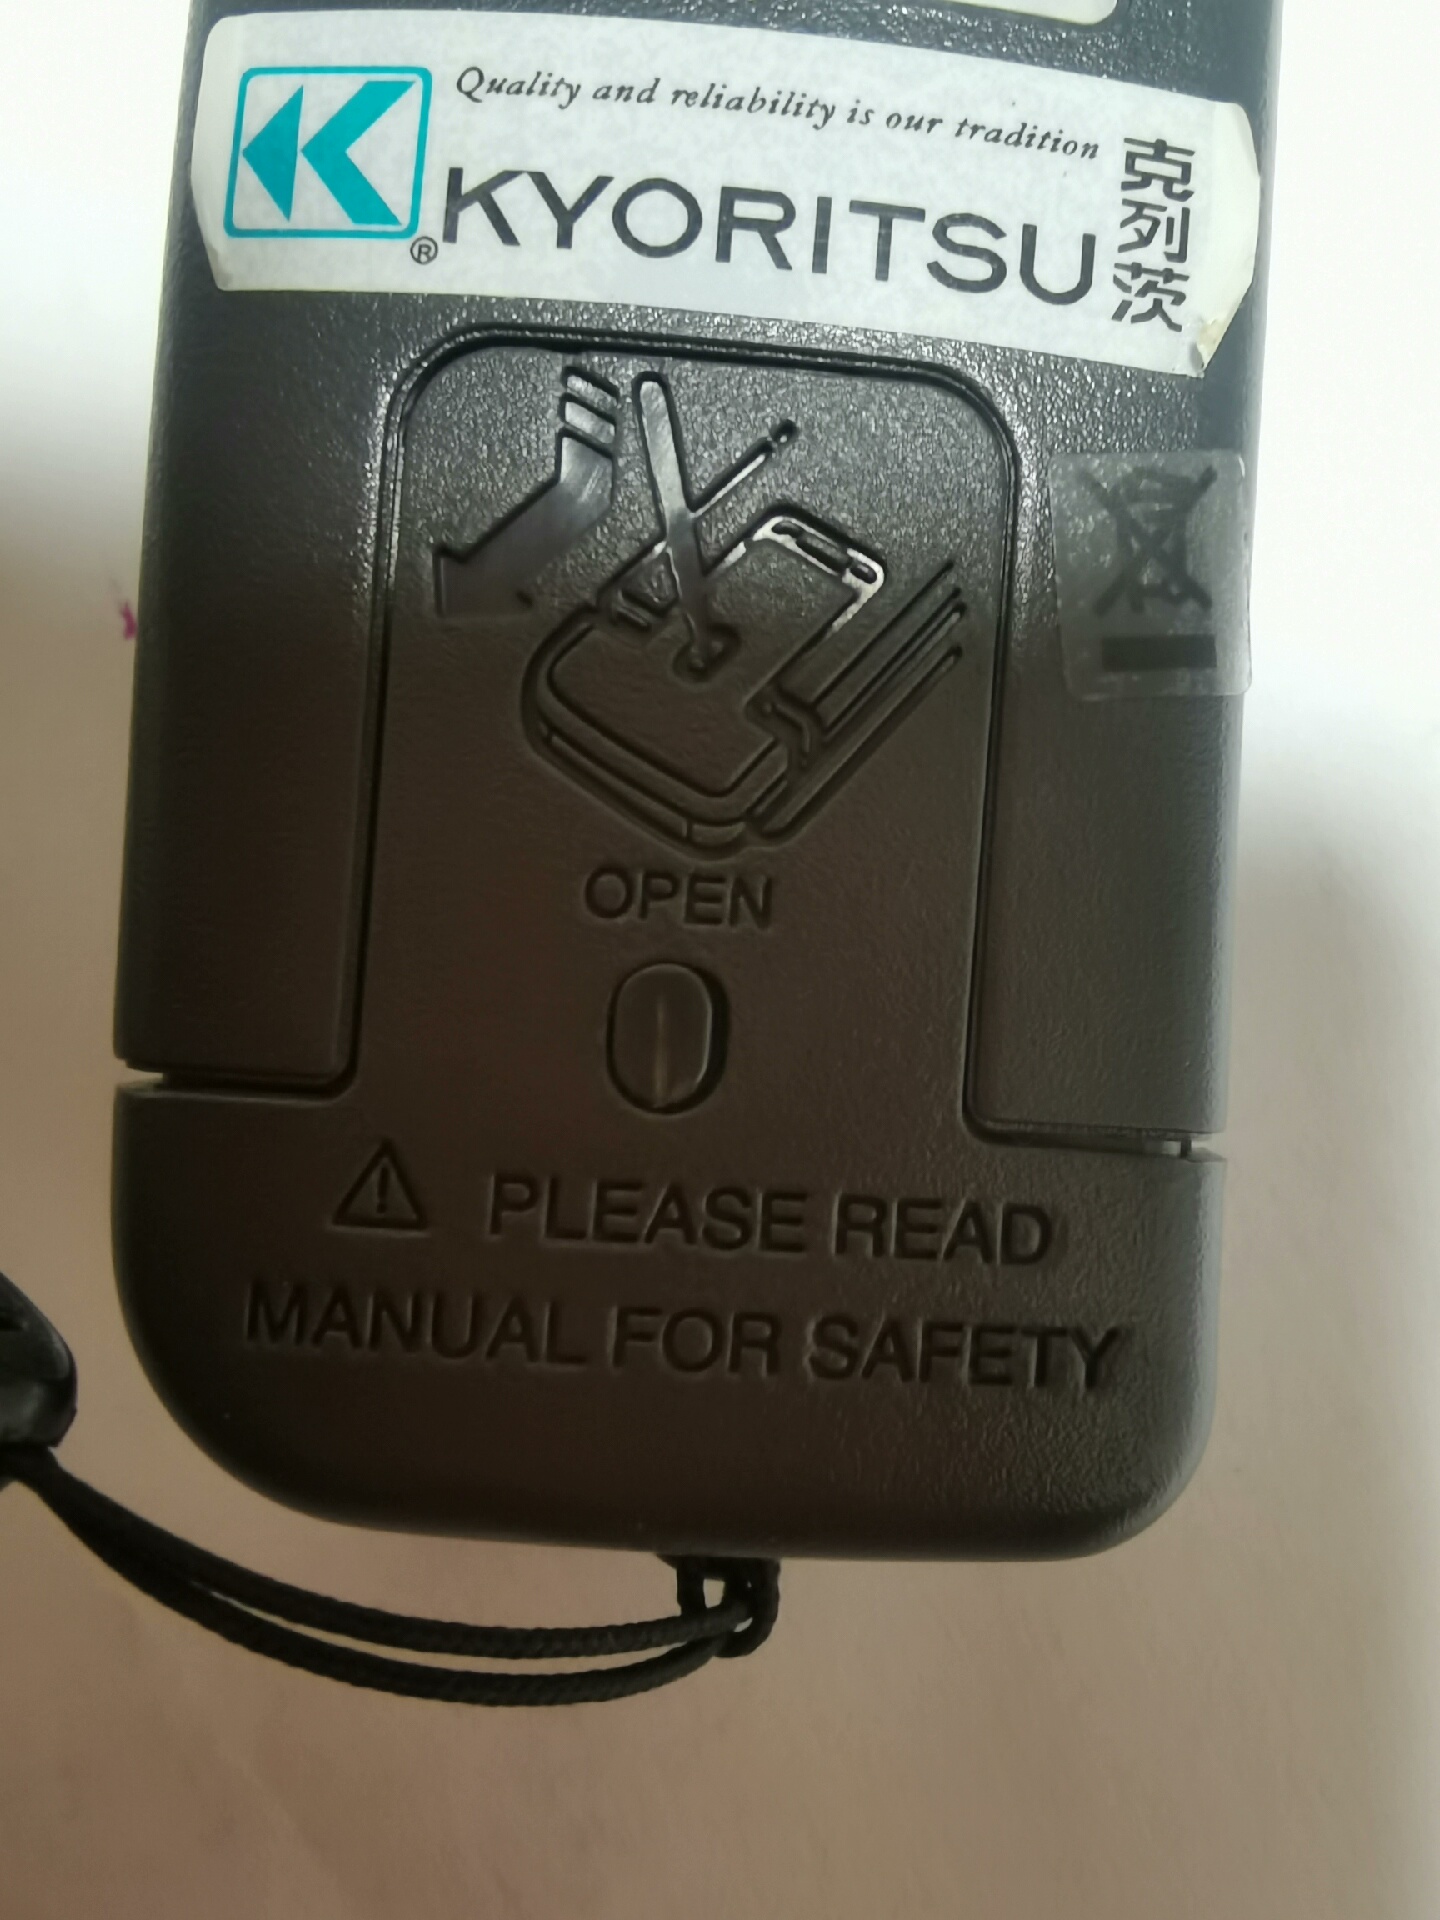 Quality and reliability is our tradition
KYORITSU
®
克列茨
OPEN
PLEASE READ
MANUAL FOR SAFETY